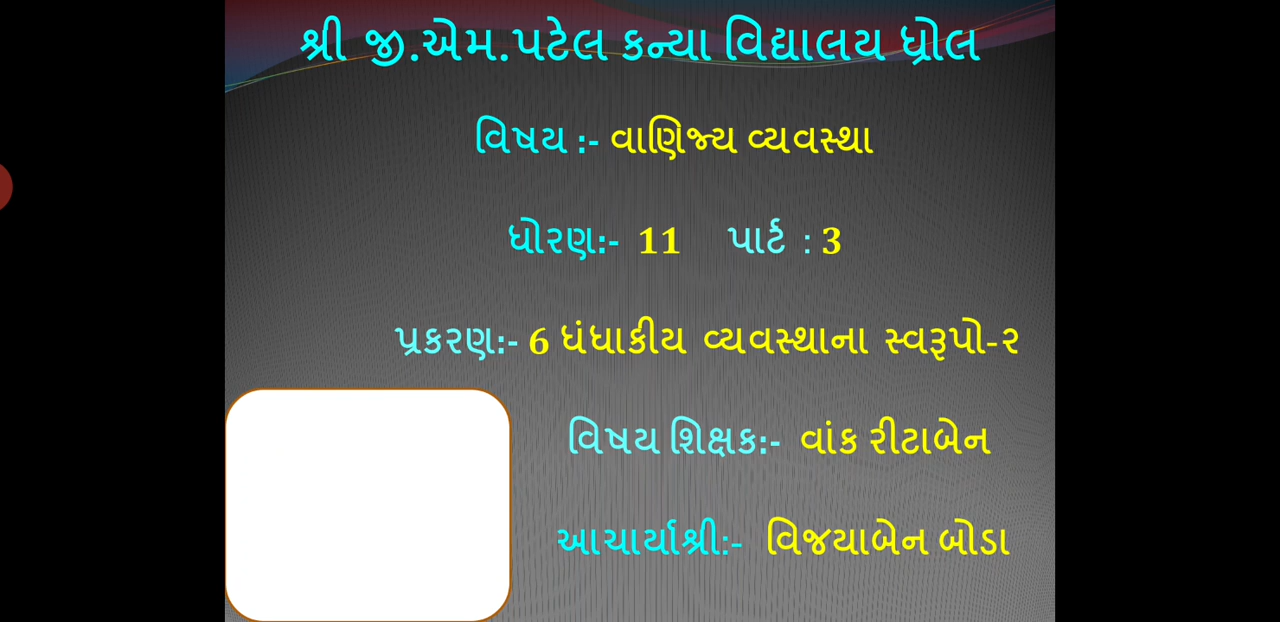 શ્રી જી.એમ.પટેલ કન્યા વિદ્યાલય ધ્રોલ
વિષય :- વાણિજ્ય વ્યવસ્થા
ધોરણ:- 11 પાર્ટ : 3
પ્રકરણ:- 6 ધંધાકીય વ્યવસ્થાના સ્વરૂપો-૨
વિષય શિક્ષક:- વાંક રીટાબેન
આચાર્યાશ્રી:- વિજયાબેન બોડા